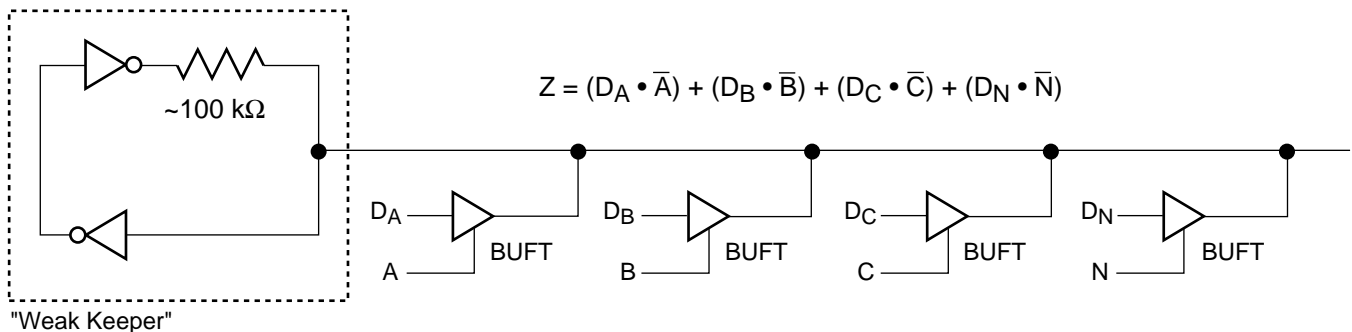 Z = (D_A • A̅) + (D_B • B̅) + (D_C • C̅) + (D_N • N̅)
~100 kΩ
D_A
BUFT
A
D_B
BUFT
B
D_C
BUFT
C
D_N
BUFT
N
"Weak Keeper"